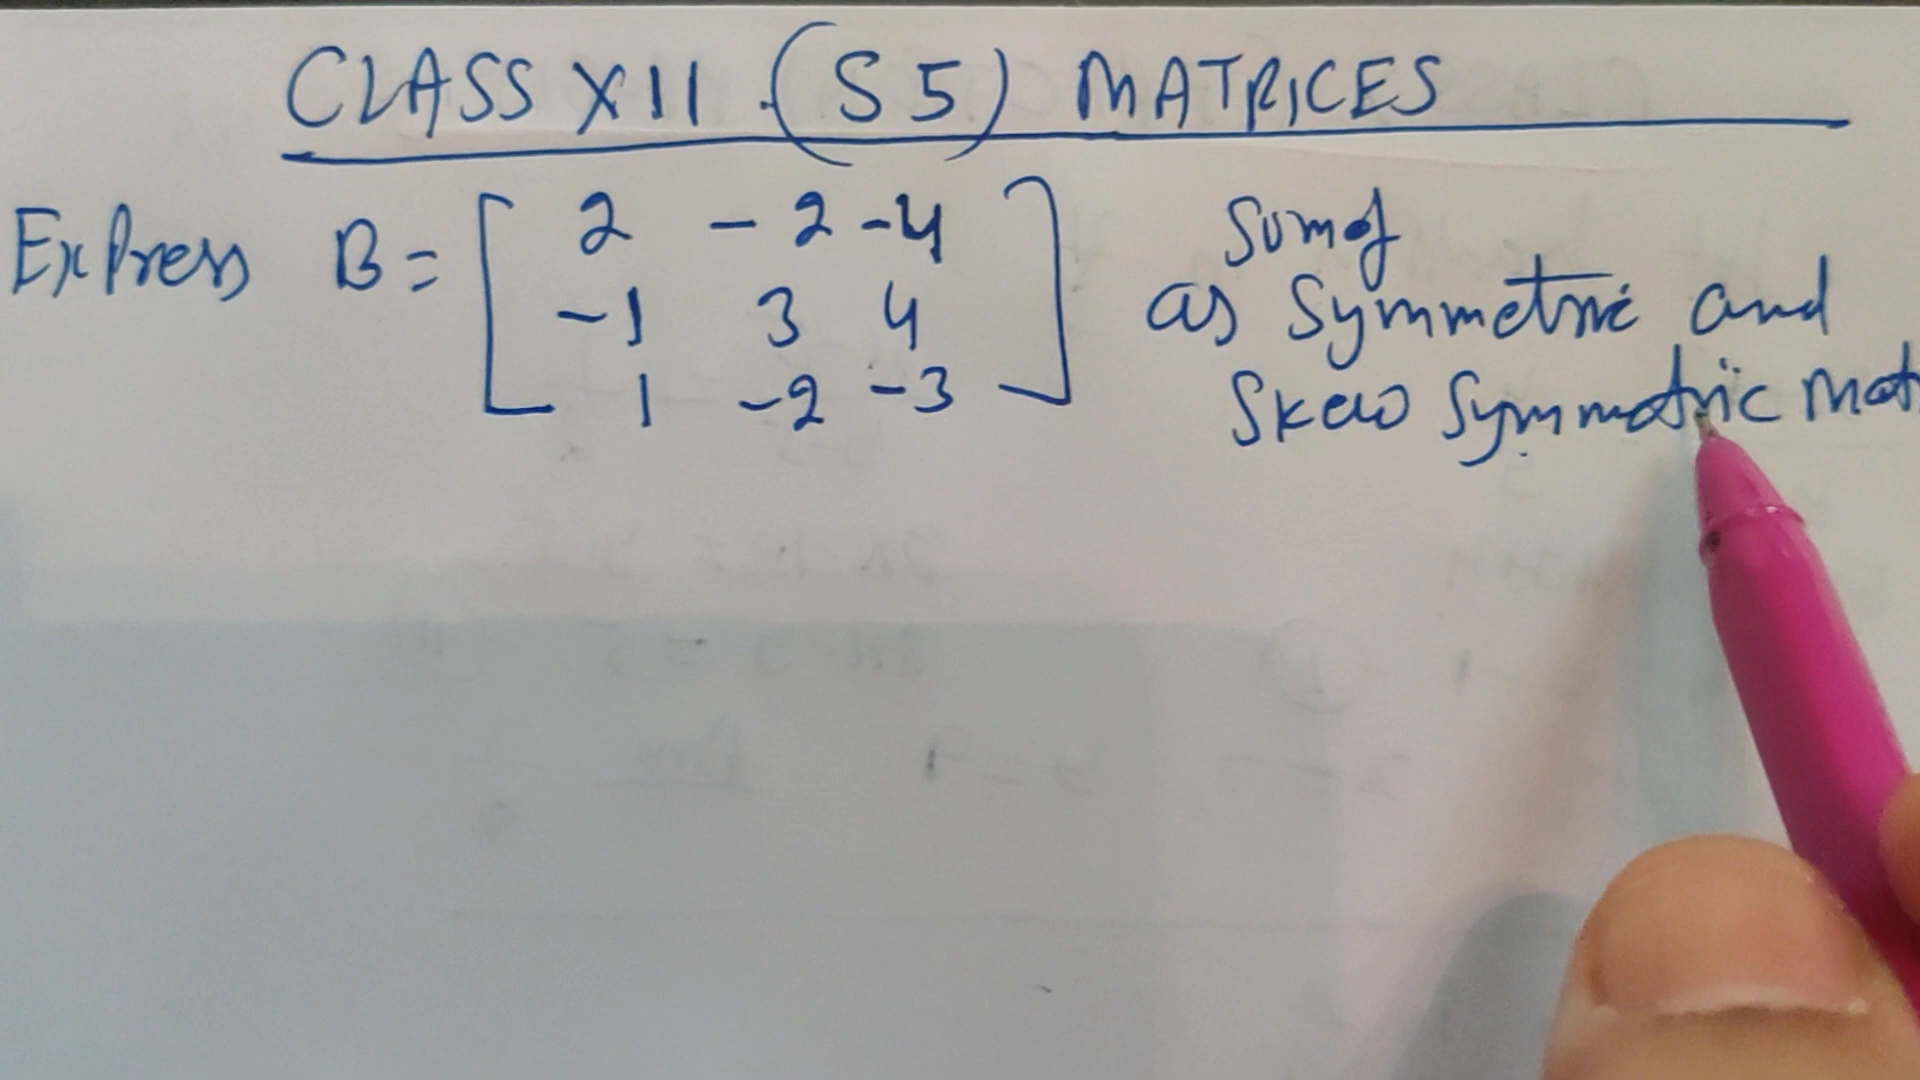 CLASS XII (S5) MATRICES
Express B = [ 2 -2 -4
-1 3 4
1 -2 -3 ]
Sum of
as Symmetric and
Skew Symmetric Mat